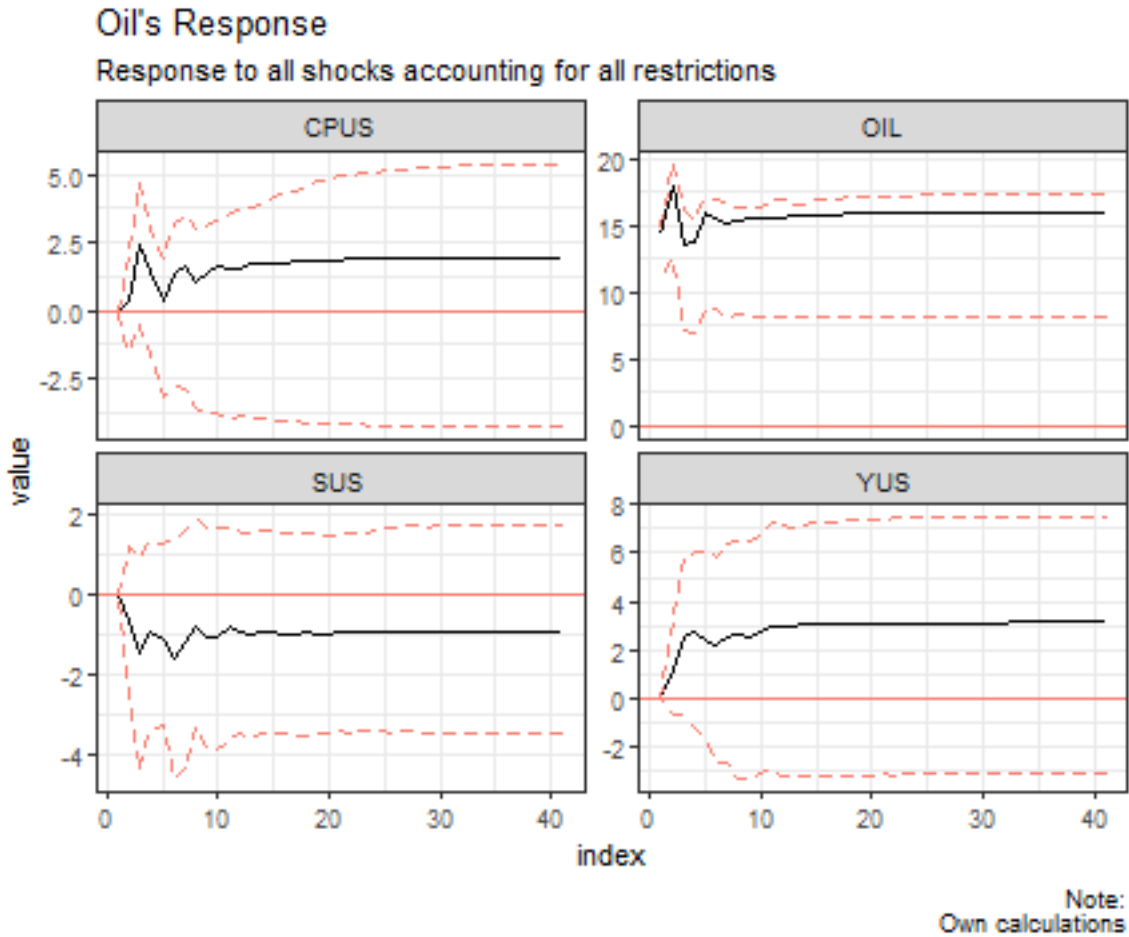 Oil's Response
Response to all shocks accounting for all restrictions
CPUS
OIL
5.0
2.5
0.0
-2.5
20
15
10
5
0
value
SUS
YUS
2
0
-2
-4
8
6
4
2
0
-2
0 10 20 30 40
0 10 20 30 40
index
Note:
Own calculations